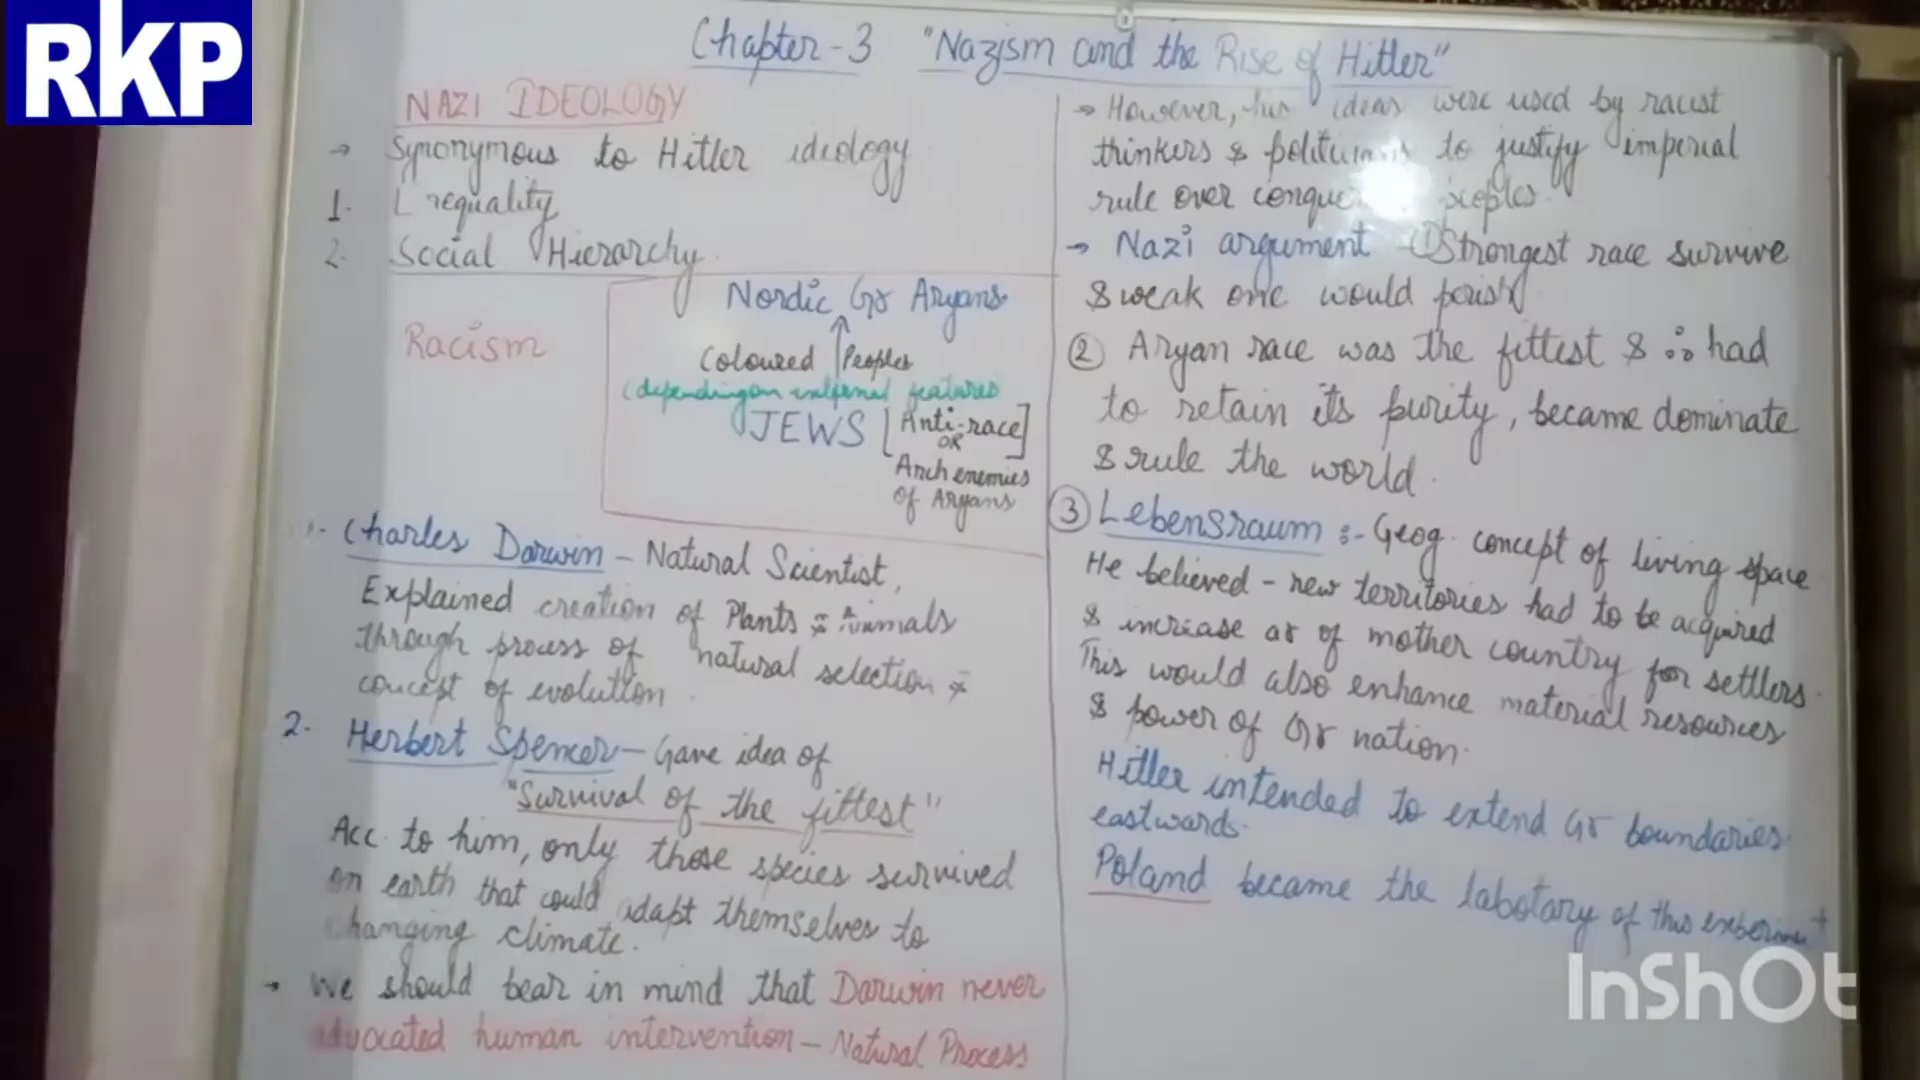 RKP
Chapter-3 "Nazism and the Rise of Hitler"
NAZI IDEOLOGY
→ Synonymous to Hitler ideology
1. Inequality
2. Social Hierarchy
Racism
Nordic Gr Aryans
Coloured Peoples
(depending on external features
JEWS [Anti-race]
OR
Arch enemies
of Aryans
1. Charles Darwin - Natural Scientist,
Explained creation of Plants & Animals
through process of natural selection &
concept of evolution
2. Herbert Spencer - Gave idea of
"Survival of the fittest"
Acc. to him, only those species survived
on earth that could adapt themselves to
changing climate.
→ We should bear in mind that Darwin never
advocated human intervention - Natural Process
→ However, his ideas were used by racist
thinkers & politicians to justify imperial
rule over peoples.
→ Nazi argument - ① Strongest race survive
& weak one would perish
② Aryan race was the fittest & ∴ had
to retain its purity, became dominate
& rule the world.
③ Lebensraum :- Geog. concept of living space
He believed - new territories had to be acquired
& increase ar of mother country for settlers.
This would also enhance material resources
& power of Gr nation.
Hitler intended to extend Gr boundaries
eastwards.
Poland became the labotary of this experiment
InShOt